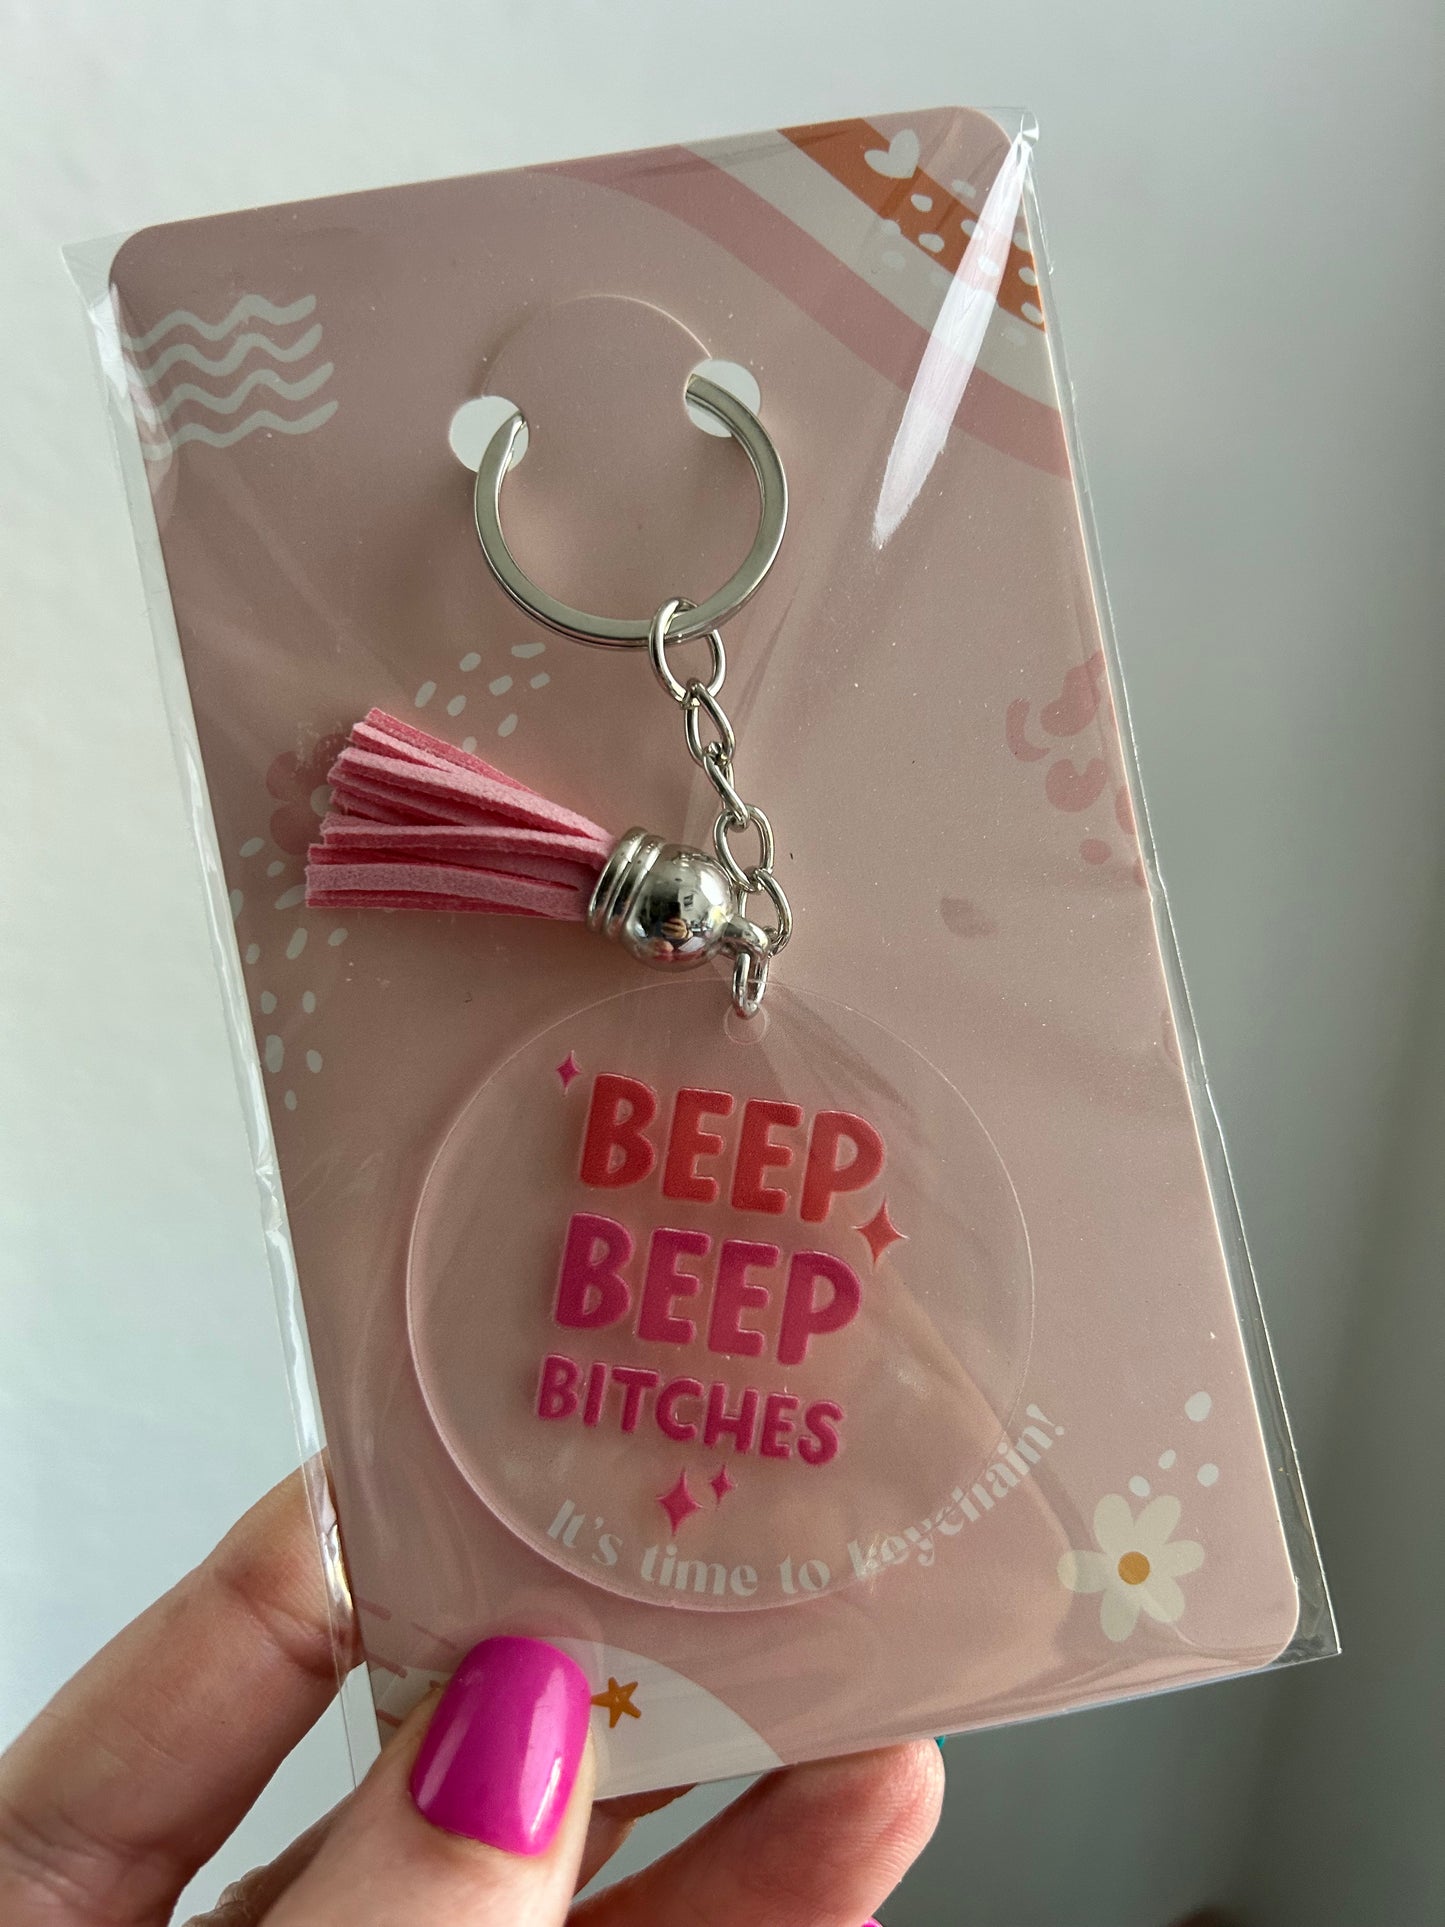 BEEP
BEEP
BITCHES
It's time to keychain!